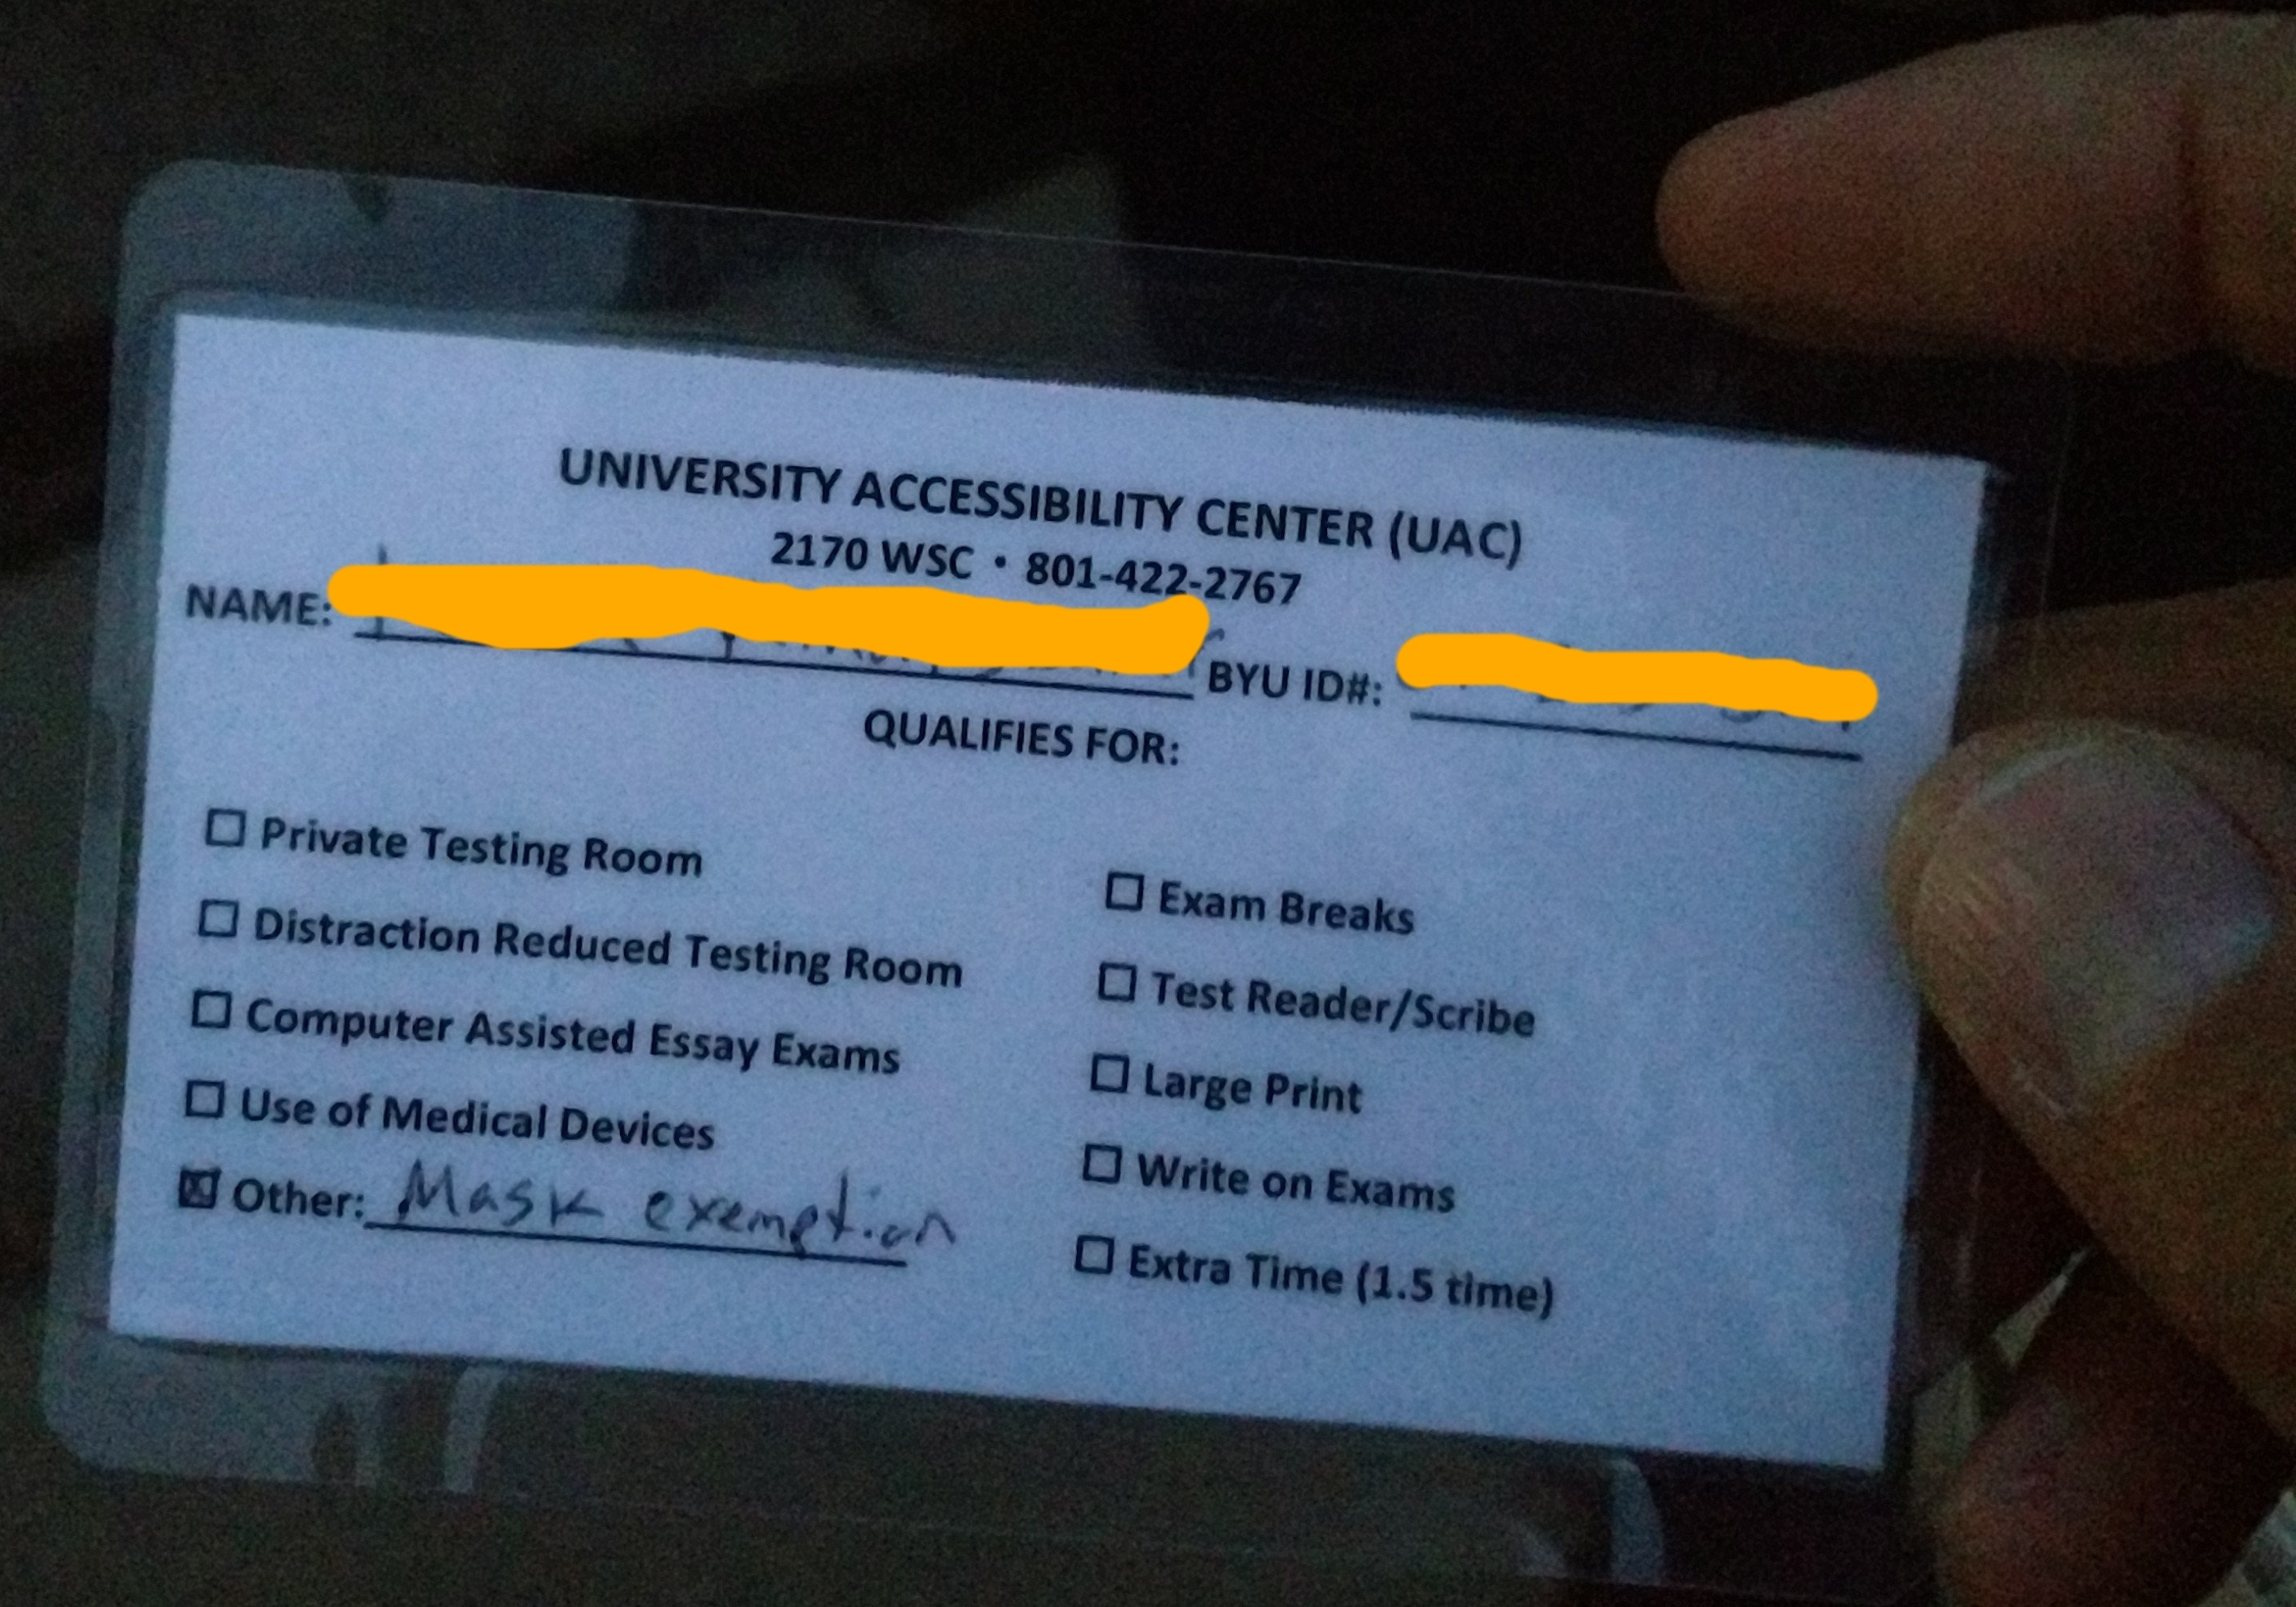 UNIVERSITY ACCESSIBILITY CENTER (UAC)
2170 WSC • 801-422-2767
NAME: BYU ID#:
QUALIFIES FOR:
☐ Private Testing Room
☐ Distraction Reduced Testing Room
☐ Computer Assisted Essay Exams
☐ Use of Medical Devices
☒ Other: Mask exemption
☐ Exam Breaks
☐ Test Reader/Scribe
☐ Large Print
☐ Write on Exams
☐ Extra Time (1.5 time)